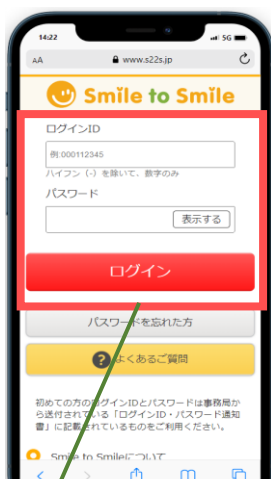 14:22
5G
AA
www.s22s.jp
Smile to Smile
ログインID
例:000112345
ハイフン (-) を除いて、数字のみ
パスワード
表示する
ログイン
パスワードを忘れた方
よくあるご質問
初めての方のログインIDとパスワードは事務局か
ら送付されている「ログインID・パスワード通知
書」に記載されているものをご利用ください。
Smile to Smileについて